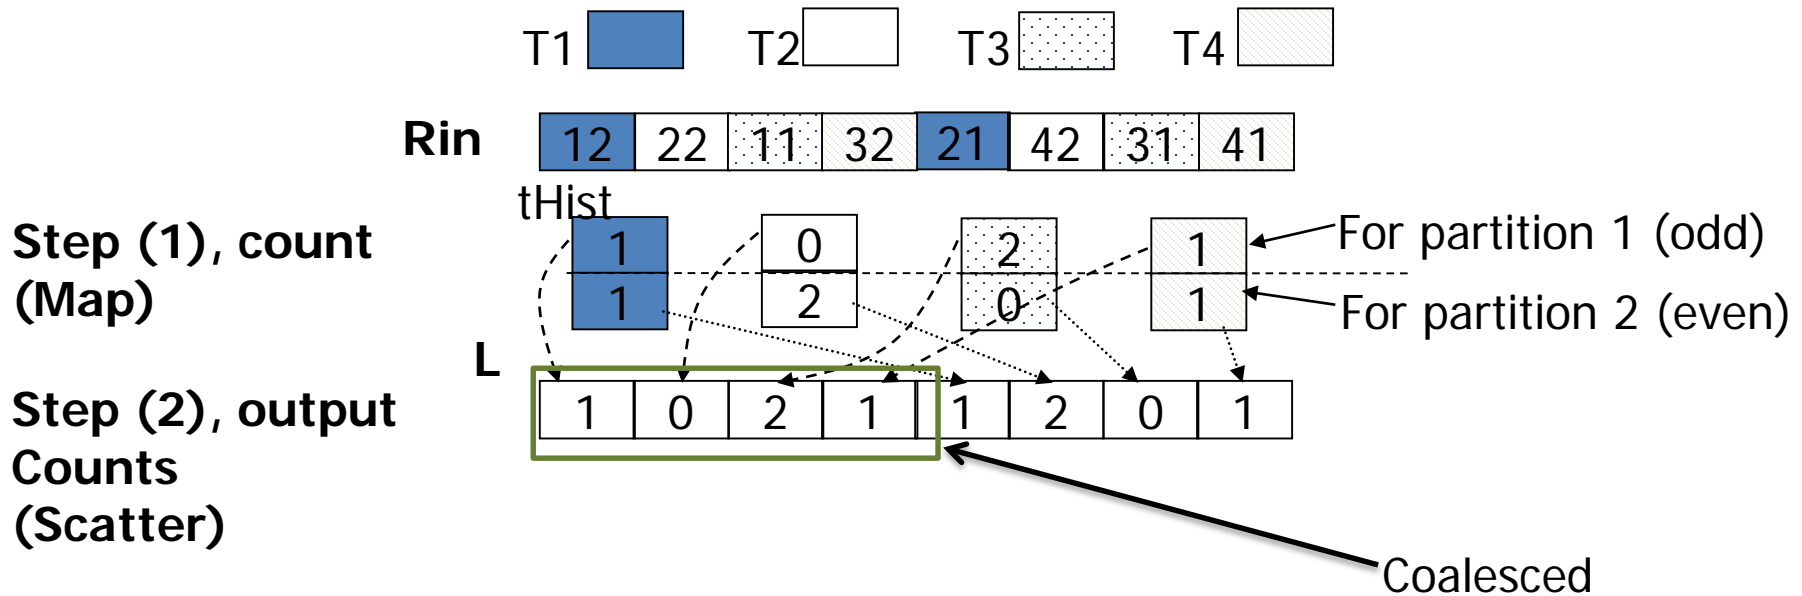 T1 T2 T3 T4
Rin 12 22 11 32 21 42 31 41
tHist
Step (1), count
(Map)
1 0 2 1
1 2 0 1
For partition 1 (odd)
For partition 2 (even)
L
Step (2), output
Counts
(Scatter)
1 0 2 1 1 2 0 1
Coalesced